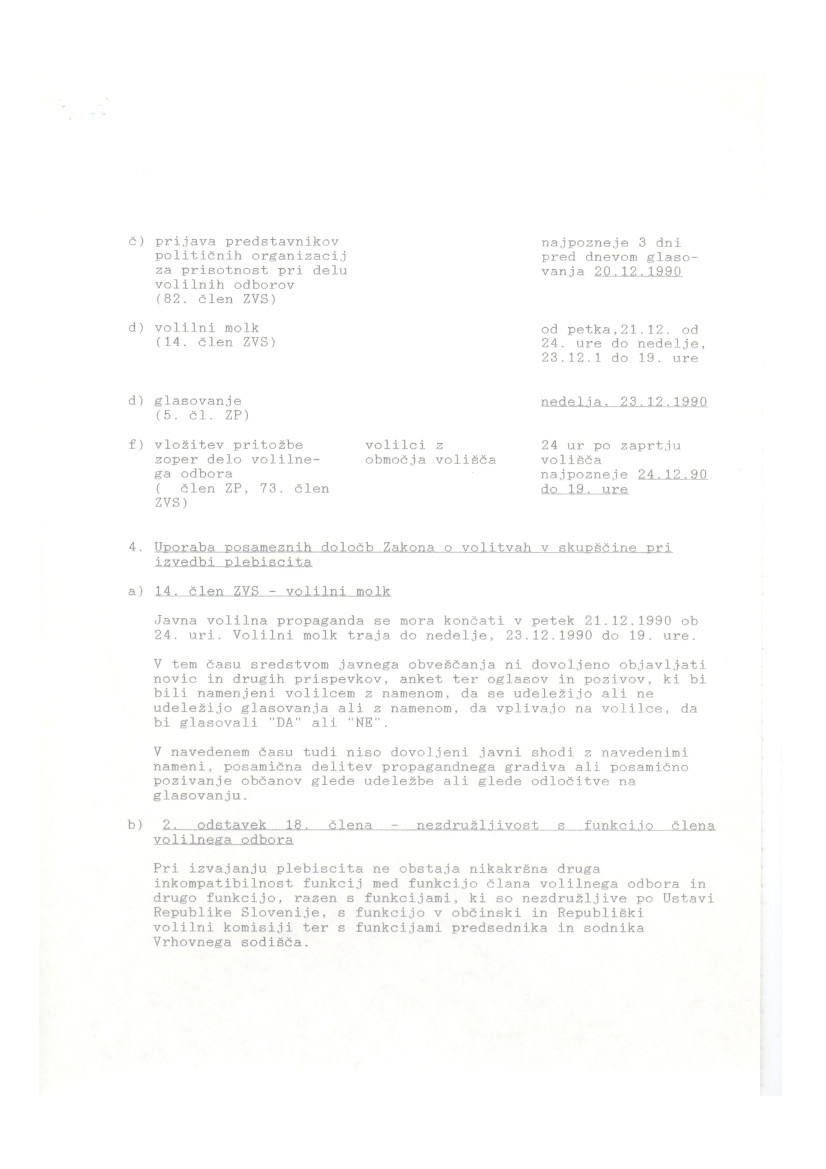 č) prijava predstavnikov najpozneje 3 dni
političnih organizacij pred dnevom glaso-
za prisotnost pri delu vanja 20.12.1990
volilnih odborov
(82. člen ZVS)
d) volilni molk od petka,21.12. od
(14. člen ZVS) 24. ure do nedelje,
23.12.1 do 19. ure
d) glasovanje nedelja, 23.12.1990
(5. čl. ZP)
f) vložitev pritožbe volilci z 24 ur po zaprtju
zoper delo volilne- območja volišča volišča
ga odbora najpozneje 24.12.90
( člen ZP, 73. člen do 19. ure
ZVS)
4. Uporaba posameznih določb Zakona o volitvah v skupščine pri
izvedbi plebiscita
a) 14. člen ZVS - volilni molk
Javna volilna propaganda se mora končati v petek 21.12.1990 ob
24. uri. Volilni molk traja do nedelje, 23.12.1990 do 19. ure.
V tem času sredstvom javnega obveščanja ni dovoljeno objavljati
novic in drugih prispevkov, anket ter oglasov in pozivov, ki bi
bili namenjeni volilcem z namenom, da se udeležijo ali ne
udeležijo glasovanja ali z namenom, da vplivajo na volilce, da
bi glasovali "DA" ali "NE".
V navedenem času tudi niso dovoljeni javni shodi z navedenimi
nameni, posamična delitev propagandnega gradiva ali posamično
pozivanje občanov glede udeležbe ali glede odločitve na
glasovanju.
b) 2. odstavek 18. člena - nezdružljivost s funkcijo člena
volilnega odbora
Pri izvajanju plebiscita ne obstaja nikakršna druga
inkompatibilnost funkcij med funkcijo člana volilnega odbora in
drugo funkcijo, razen s funkcijami, ki so nezdružljive po Ustavi
Republike Slovenije, s funkcijo v občinski in Republiški
volilni komisiji ter s funkcijami predsednika in sodnika
Vrhovnega sodišča.